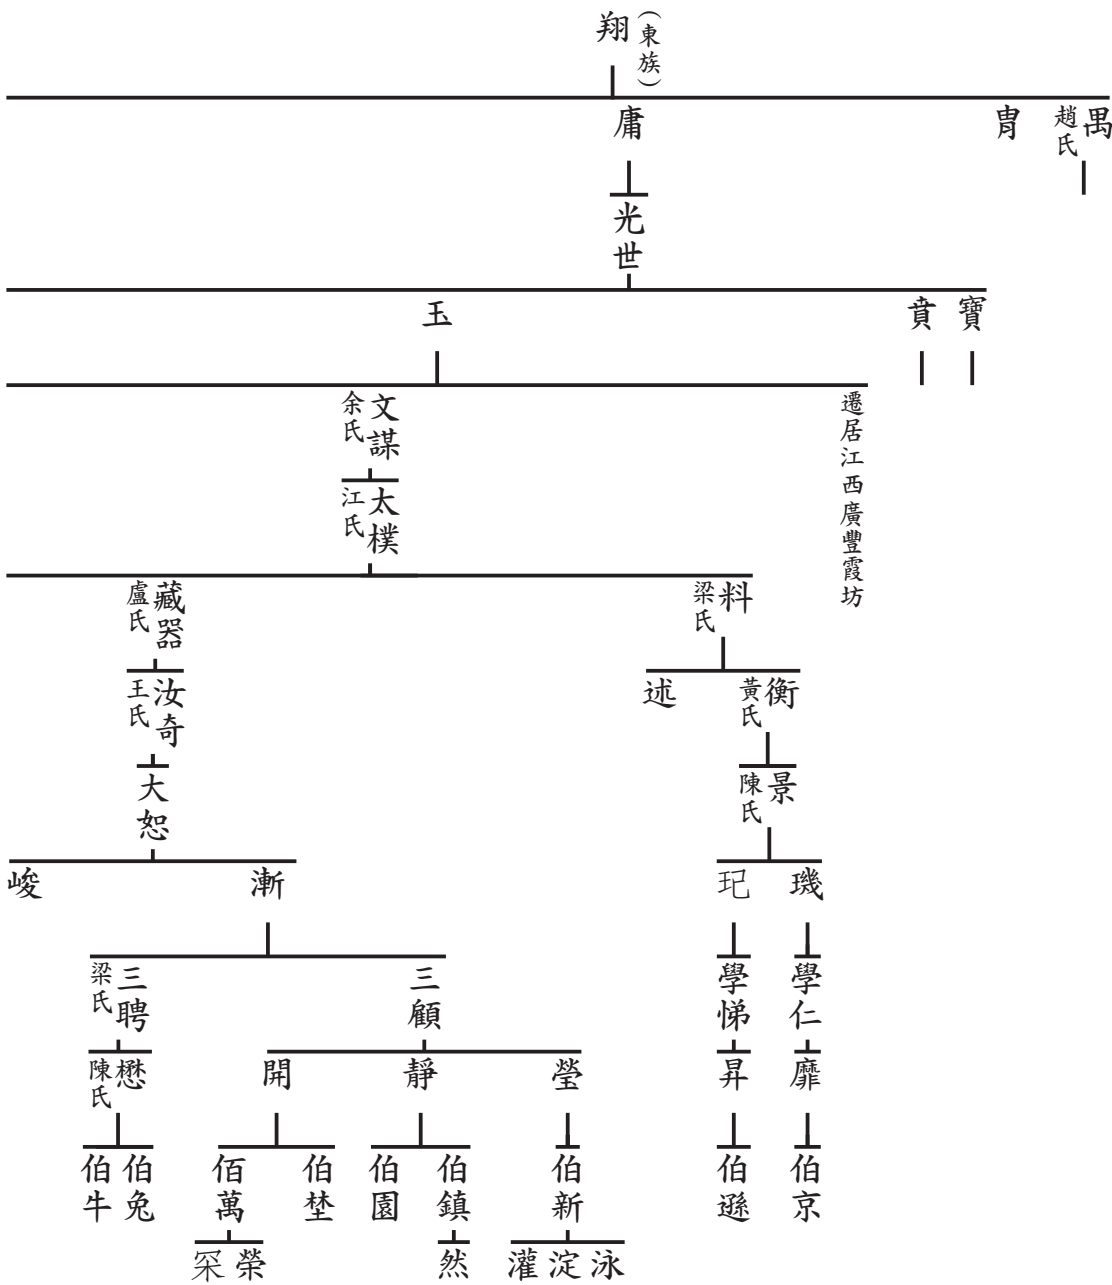 翔
（東族）
禺
趙氏
冑
庸
光世
寶
賁
玉
遷居江西廣豐霞坊
文謀
余氏
太樸
江氏
料
梁氏
藏器
盧氏
衡
黃氏
述
汝奇
王氏
景
陳氏
大恕
璣
玘
漸
峻
學仁
學悌
三顧
三聘
梁氏
靡
昇
瑩
靜
開
懋
陳氏
伯京
伯遜
伯新
伯鎮
伯園
伯埜
佰萬
伯兔
伯牛
泳
淀
灌
然
榮